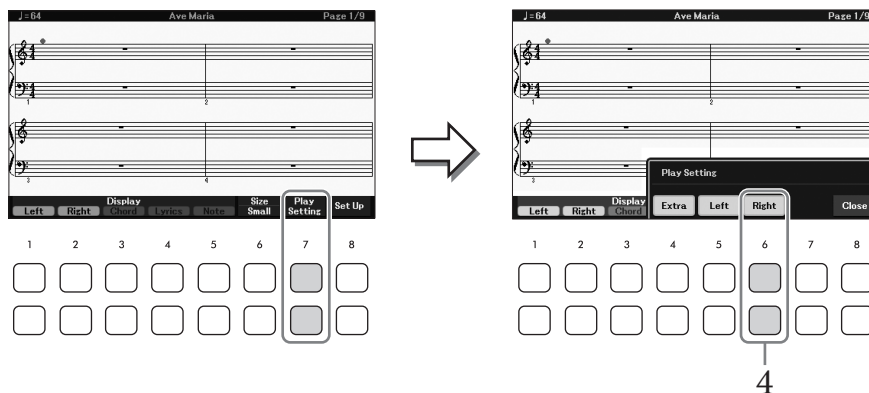 ♩= 64 Ave Maria Page 1/9
1 2
3 4
Display Size Play Set Up
Left Right Chord Lyrics Note Small Setting
1 2 3 4 5 6 7 8
♩= 64 Ave Maria Page 1/9
1 2
3
Play Setting
Display
Left Right Chord Extra Left Right Close
1 2 3 4 5 6 7 8
4